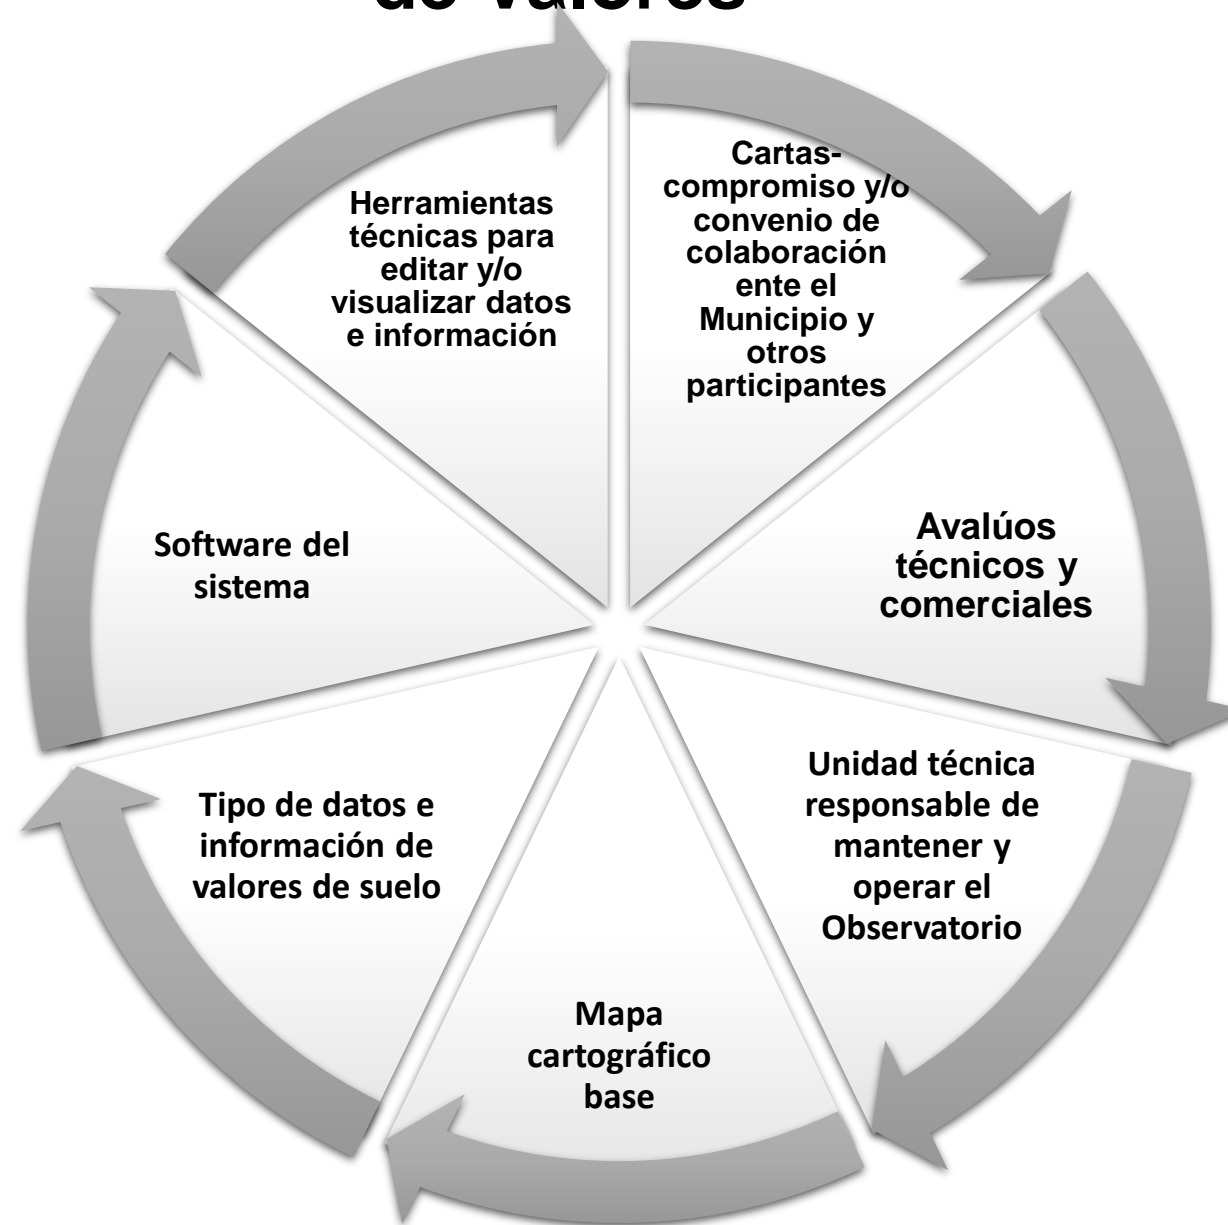 de valores
Cartas-
compromiso y/o
convenio de
colaboración
ente el
Municipio y
otros
participantes
Avalúos
técnicos y
comerciales
Unidad técnica
responsable de
mantener y
operar el
Observatorio
Mapa
cartográfico
base
Tipo de datos e
información de
valores de suelo
Software del
sistema
Herramientas
técnicas para
editar y/o
visualizar datos
e información